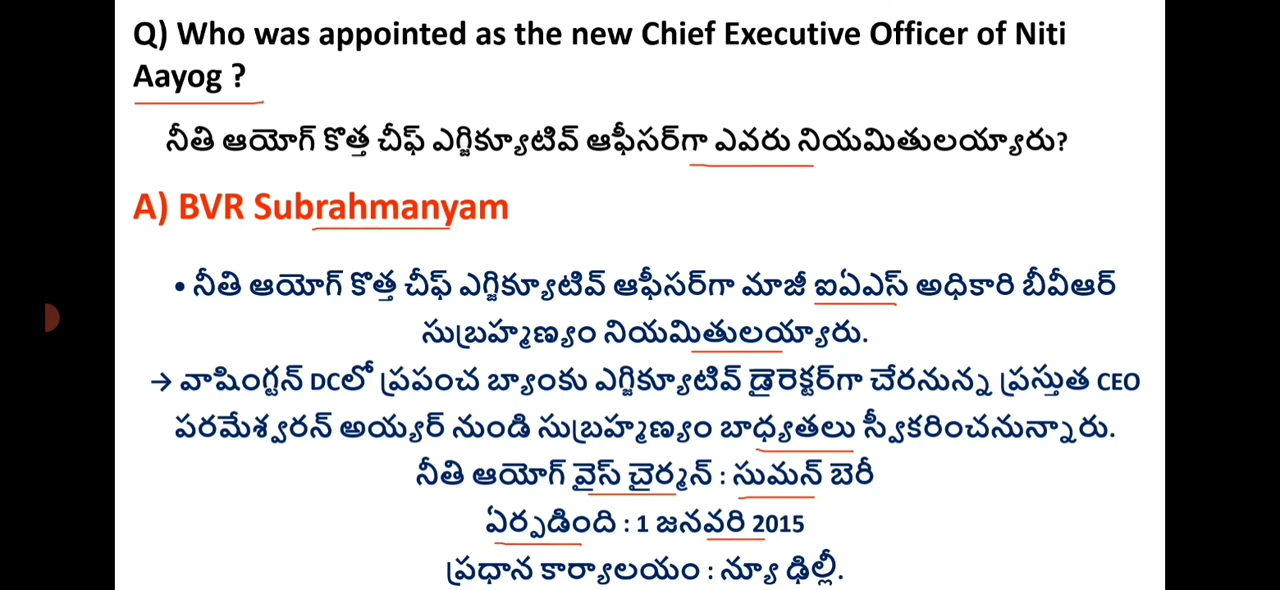 Q) Who was appointed as the new Chief Executive Officer of Niti
Aayog ?
నీతి ఆయోగ్ కొత్త చీఫ్ ఎగ్జిక్యూటివ్ ఆఫీసర్‌గా ఎవరు నియమితులయ్యారు?
A) BVR Subrahmanyam
• నీతి ఆయోగ్ కొత్త చీఫ్ ఎగ్జిక్యూటివ్ ఆఫీసర్‌గా మాజీ ఐఏఎస్ అధికారి బీవీఆర్
సుబ్రహ్మణ్యం నియమితులయ్యారు.
→ వాషింగ్టన్ DCలో ప్రపంచ బ్యాంకు ఎగ్జిక్యూటివ్ డైరెక్టర్‌గా చేరనున్న ప్రస్తుత CEO
పరమేశ్వరన్ అయ్యర్ నుండి సుబ్రహ్మణ్యం బాధ్యతలు స్వీకరించనున్నారు.
నీతి ఆయోగ్ వైస్ చైర్మన్ : సుమన్ బెరీ
ఏర్పడింది : 1 జనవరి 2015
ప్రధాన కార్యాలయం : న్యూ ఢిల్లీ.